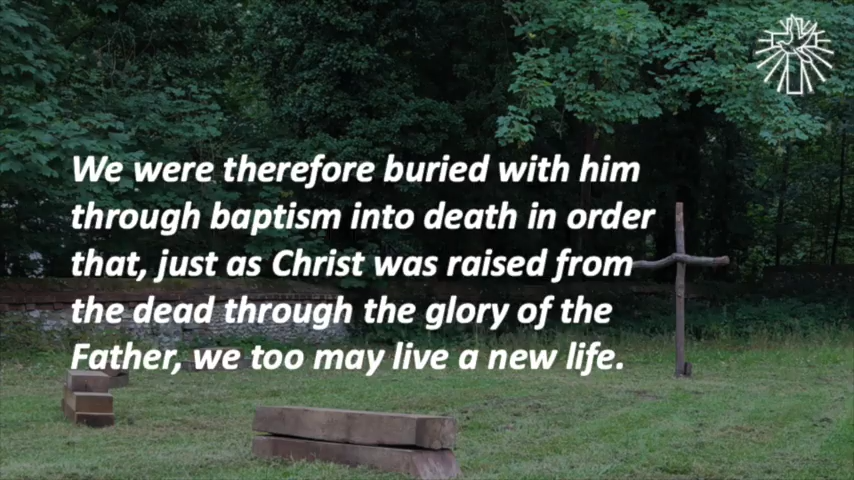 We were therefore buried with him
through baptism into death in order
that, just as Christ was raised from
the dead through the glory of the
Father, we too may live a new life.